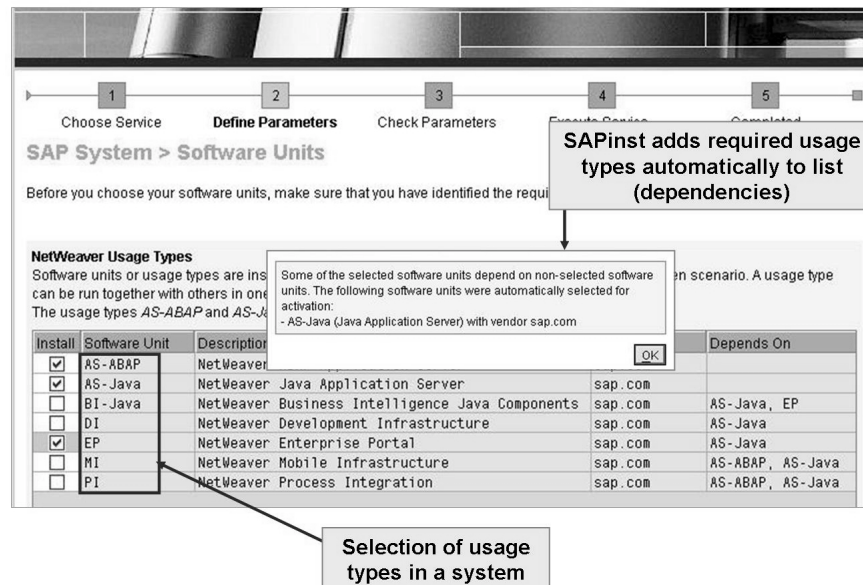 1 2 3 4 5
Choose Service Define Parameters Check Parameters
SAP System > Software Units
SAPinst adds required usage
types automatically to list
(dependencies)
Before you choose your software units, make sure that you have identified the
NetWeaver Usage Types
Software units or usage types are en scenario. A usage type
can be run together with others in one
The usage types AS-ABAP and
Some of the selected software units depend on non-selected software
units. The following software units were automatically selected for
activation:
- AS-Java (Java Application Server) with vendor sap.com
OK
Install Software Unit Description Depends On
AS-ABAP NetWeaver
AS-Java NetWeaver Java Application Server sap.com
BI-Java NetWeaver Business Intelligence Java Components sap.com AS-Java, EP
DI NetWeaver Development Infrastructure sap.com AS-Java
EP NetWeaver Enterprise Portal sap.com AS-Java
MI NetWeaver Mobile Infrastructure sap.com AS-ABAP, AS-Java
PI NetWeaver Process Integration sap.com AS-ABAP, AS-Java
Selection of usage
types in a system